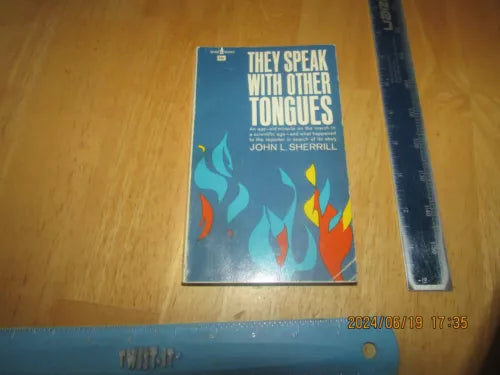 THEY SPEAK
WITH OTHER
TONGUES
An age-old miracle on the march in
a scientific age—and what happened
to the reporter in search of its story
JOHN L. SHERRILL
2024/06/19 17:35